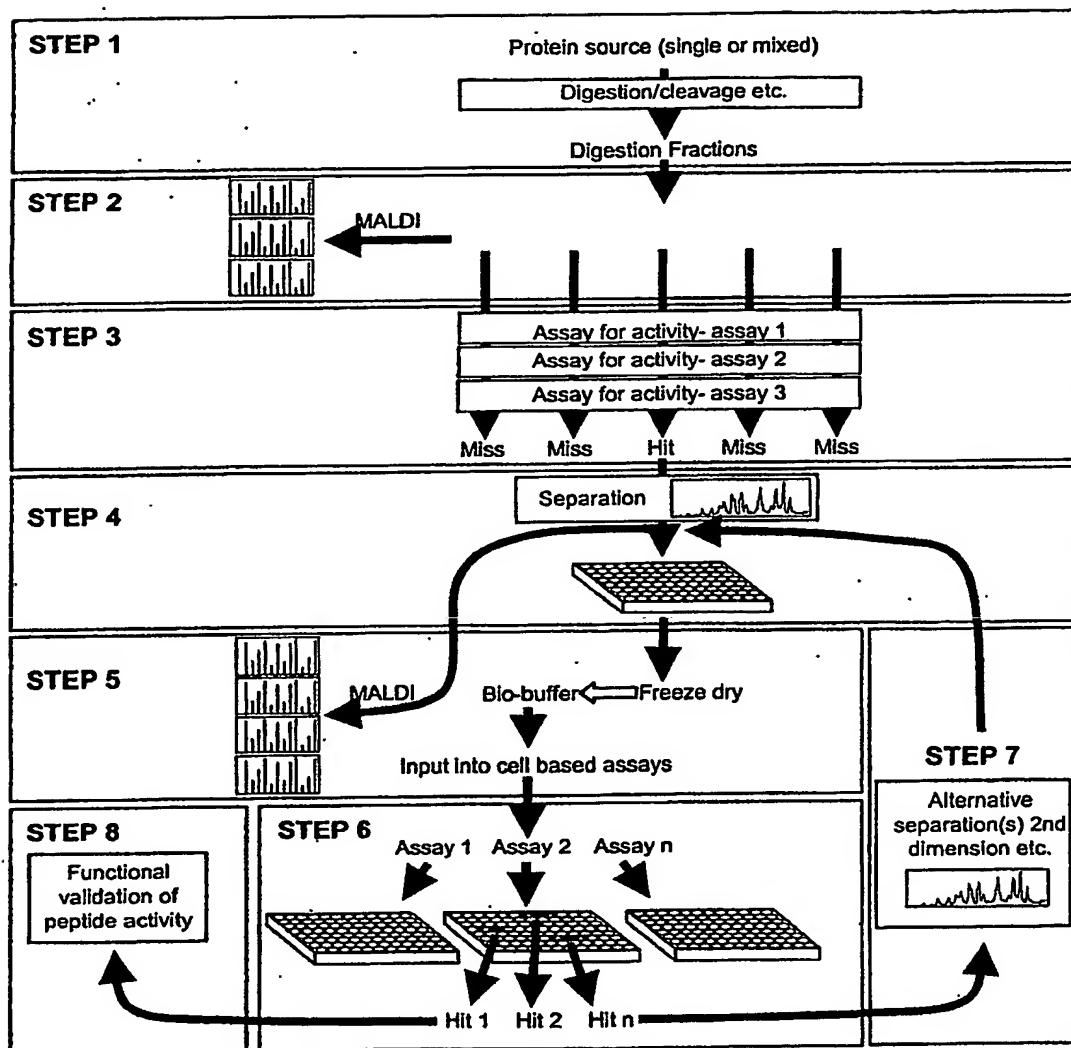 STEP 1
Protein source (single or mixed)
Digestion/cleavage etc.
Digestion Fractions
STEP 2
MALDI
STEP 3
Assay for activity- assay 1
Assay for activity- assay 2
Assay for activity- assay 3
Miss Miss Hit Miss Miss
STEP 4
Separation
STEP 5
MALDI
Bio-buffer Freeze dry
Input into cell based assays
STEP 7
Alternative
separation(s) 2nd
dimension etc.
STEP 8
Functional
validation of
peptide activity
STEP 6
Assay 1 Assay 2 Assay n
Hit 1 Hit 2 Hit n